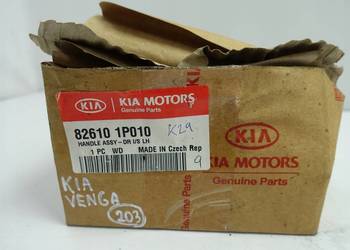 KIA KIA MOTORS
Genuine Parts
82610 1P010
K29
HANDLE ASSY-DR I/S LH
1 PC WD MADE IN Czech Rep
9
KIA MOTORS
Genuine Parts
KIA
VENGA
203